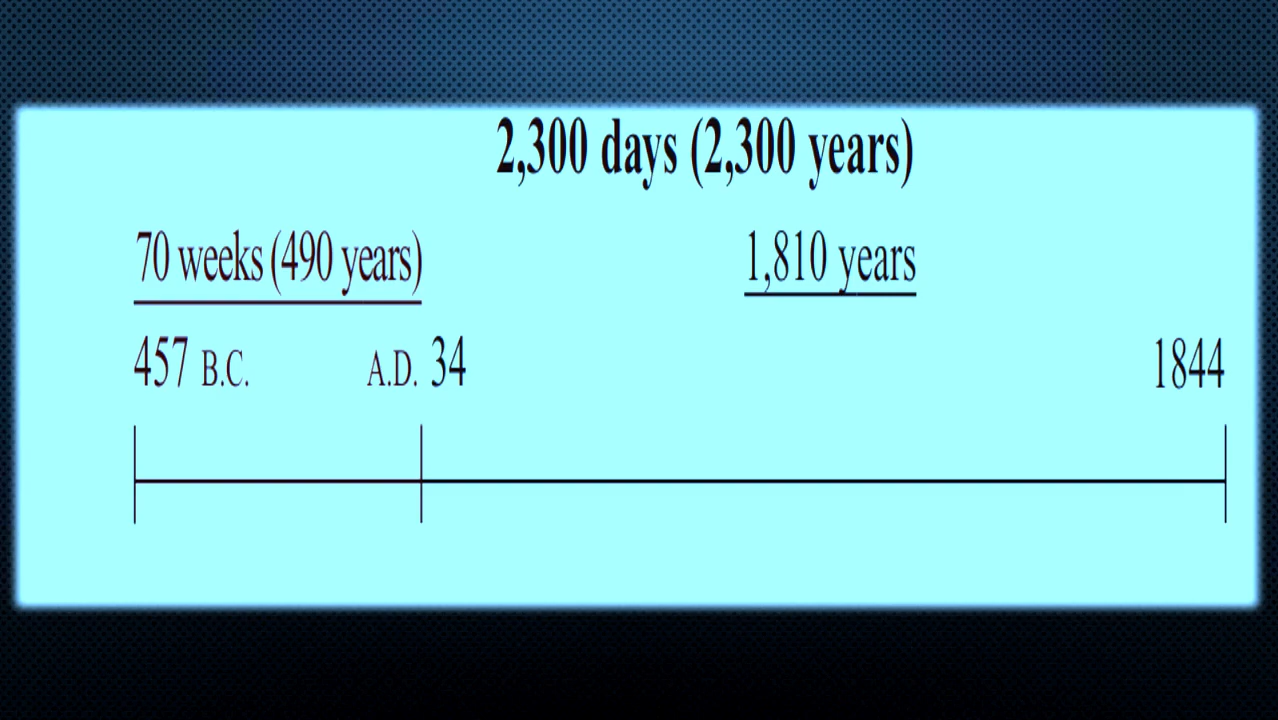 2,300 days (2,300 years)
70 weeks (490 years) 1,810 years
457 B.C. A.D. 34 1844